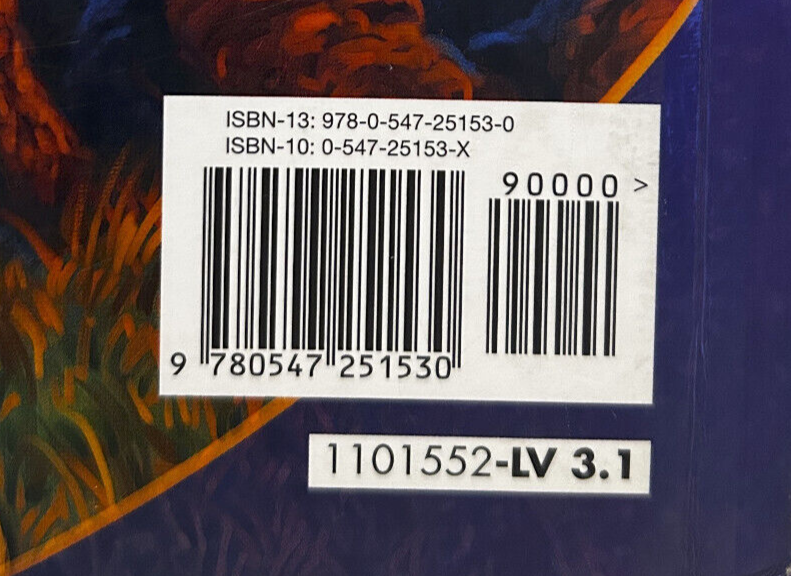 ISBN-13: 978-0-547-25153-0
ISBN-10: 0-547-25153-X
90000 >
9 780547 251530
1101552-LV 3.1